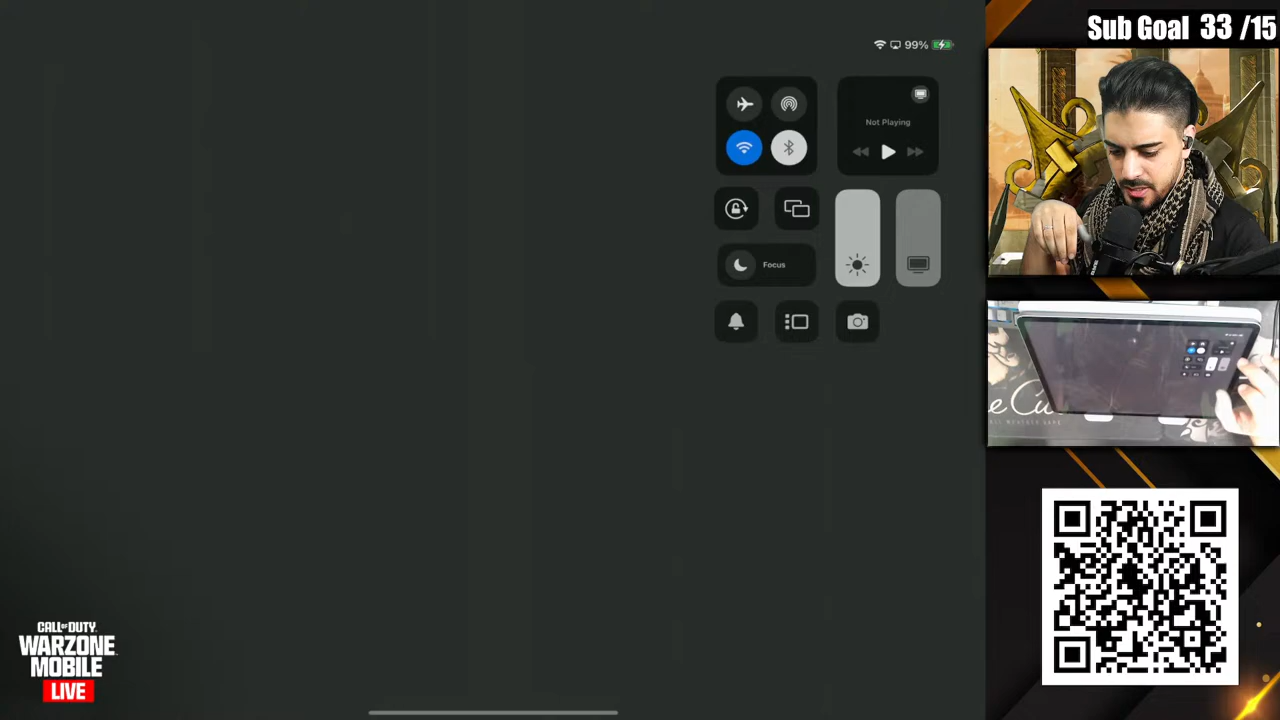 Sub Goal 33 /15
99%
Not Playing
Focus
CALL OF DUTY
WARZONE
MOBILE
LIVE